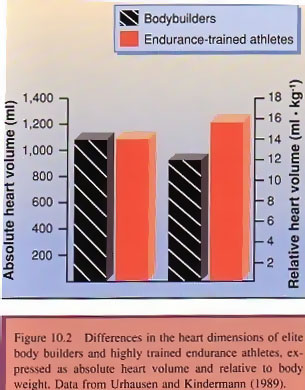 Bodybuilders
Endurance-trained athletes
Absolute heart volume (ml)
1,400
1,200
1,000
800
600
400
200
18
16
14
12
10
8
6
4
2
Relative heart volume (ml · kg⁻¹)
Figure 10.2 Differences in the heart dimensions of elite
body builders and highly trained endurance athletes, ex-
pressed as absolute heart volume and relative to body
weight. Data from Urhausen and Kindermann (1989).